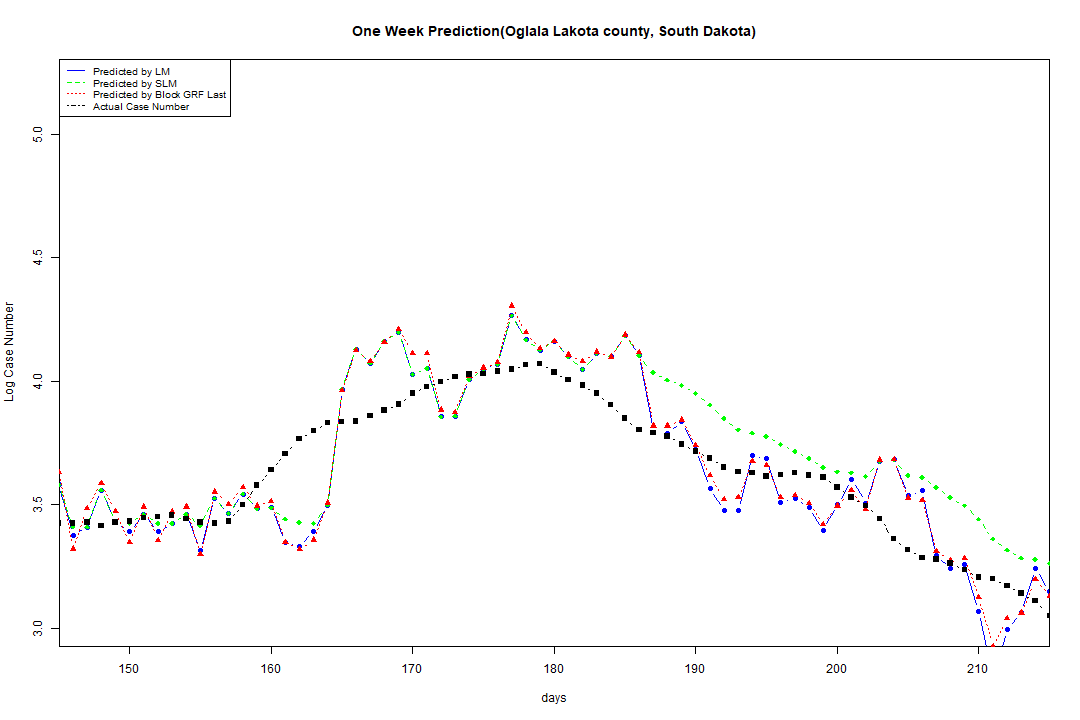 One Week Prediction(Oglala Lakota county, South Dakota)
Predicted by LM
Predicted by SLM
Predicted by Block GRF Last
Actual Case Number
5.0
4.5
4.0
3.5
3.0
Log Case Number
150 160 170 180 190 200 210
days